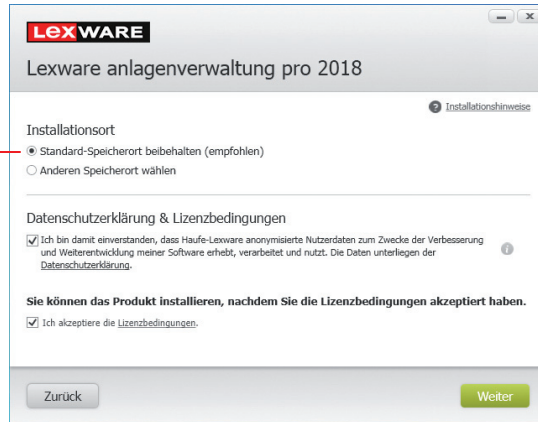 LEXWARE
Lexware anlagenverwaltung pro 2018
? Installationshinweise
Installationsort
Standard-Speicherort beibehalten (empfohlen)
Anderen Speicherort wählen
Datenschutzerklärung & Lizenzbedingungen
Ich bin damit einverstanden, dass Haufe-Lexware anonymisierte Nutzerdaten zum Zwecke der Verbesserung
und Weiterentwicklung meiner Software erhebt, verarbeitet und nutzt. Die Daten unterliegen der
Datenschutzerklärung.
Sie können das Produkt installieren, nachdem Sie die Lizenzbedingungen akzeptiert haben.
Ich akzeptiere die Lizenzbedingungen.
Zurück
Weiter